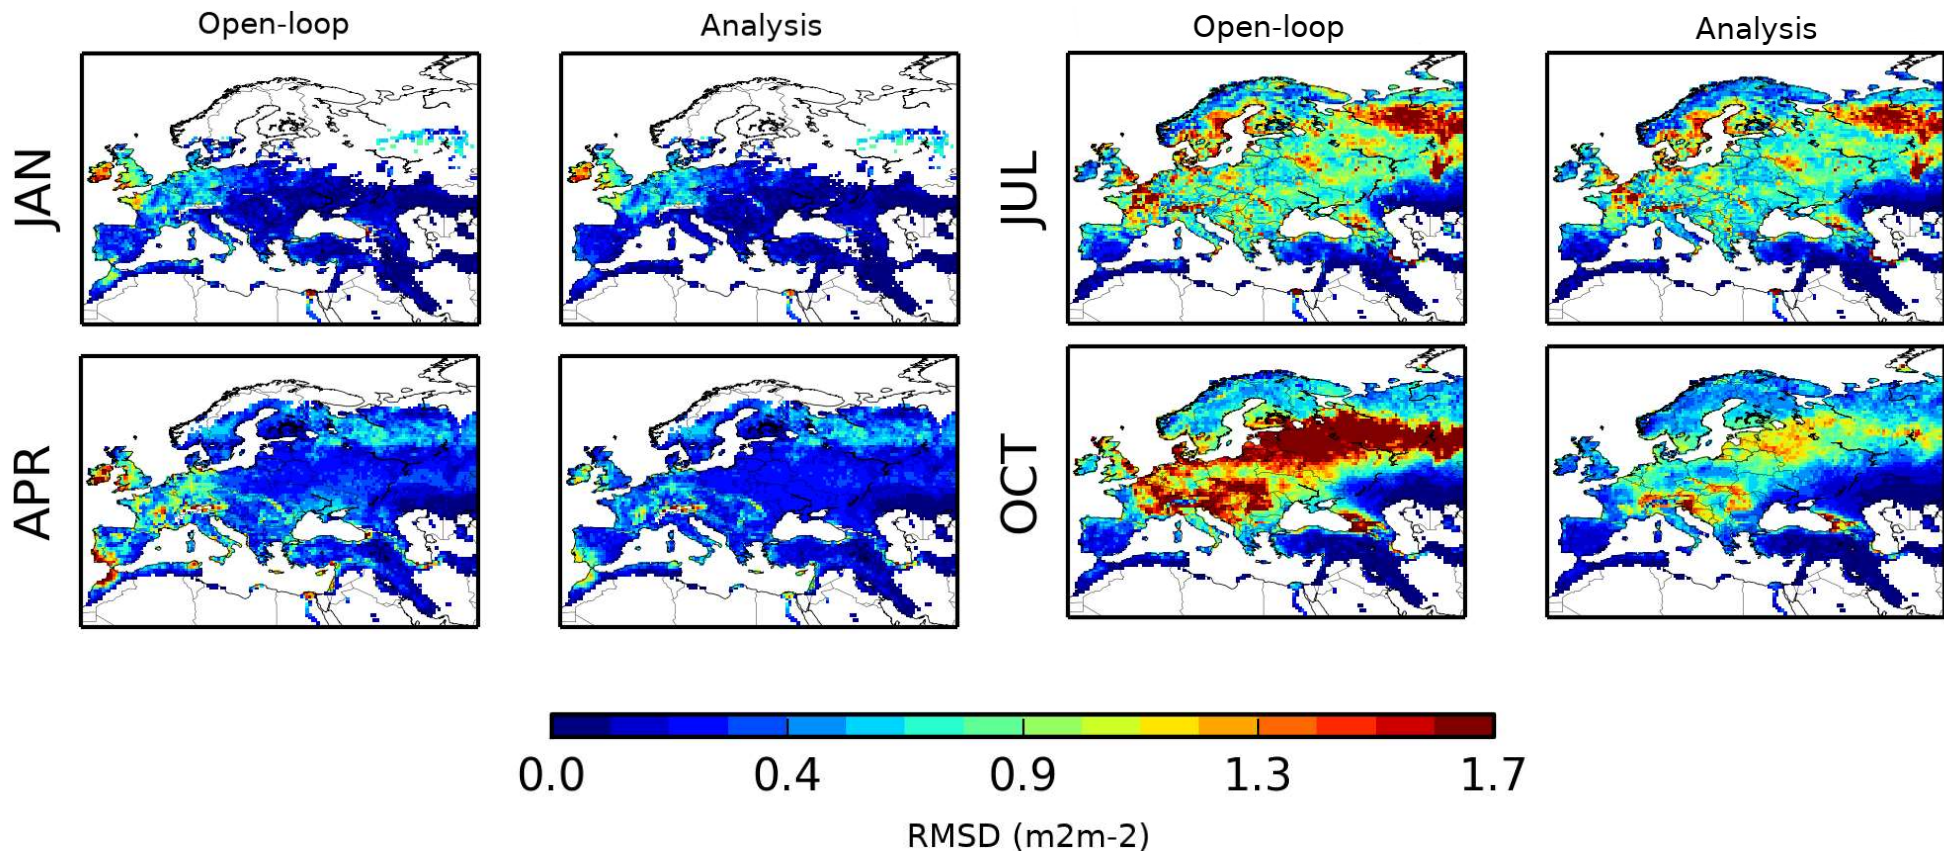 Open-loop
Analysis
Open-loop
Analysis
JAN
JUL
APR
OCT
0.0
0.4
0.9
1.3
1.7
RMSD (m2m-2)